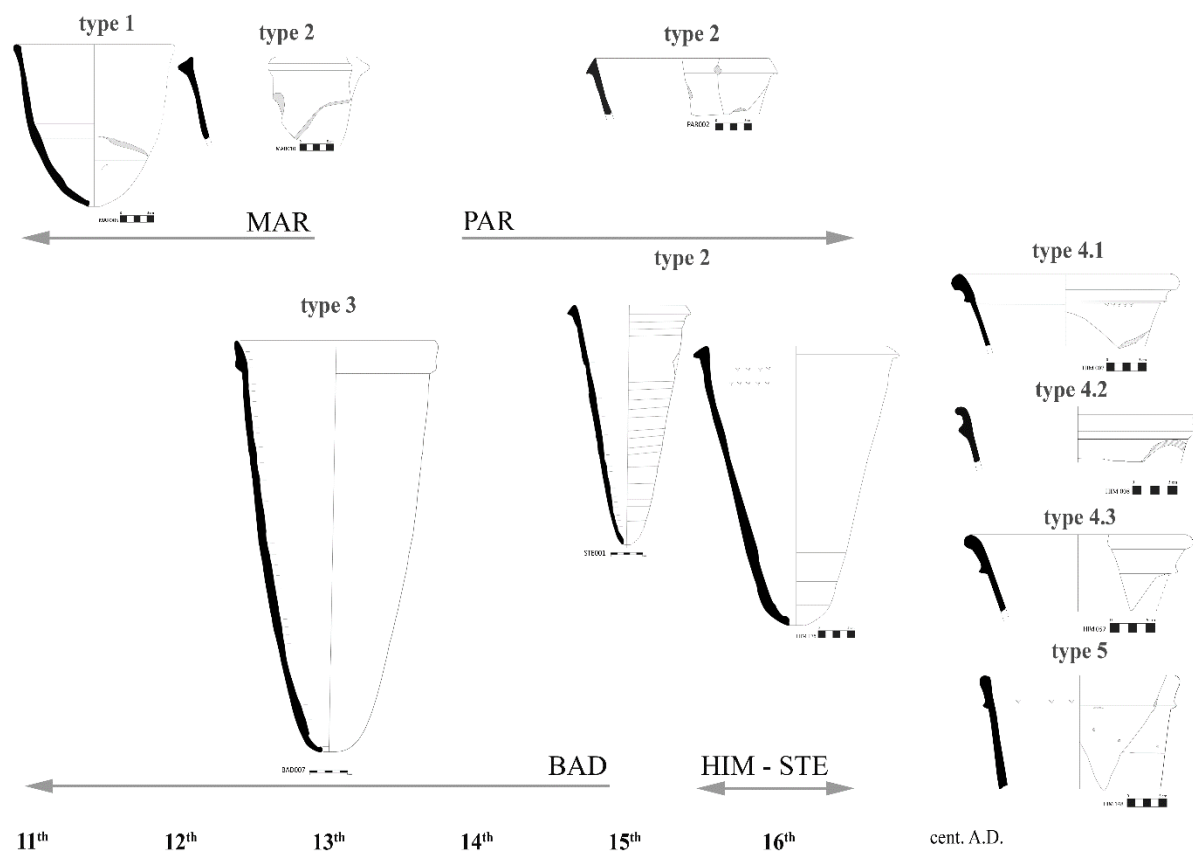 type 1
type 2
type 2
PAR002
MAR
PAR
type 2
type 3
type 4.1
type 4.2
type 4.3
type 5
STE001
BAD007
BAD
HIM - STE
11th
12th
13th
14th
15th
16th
cent. A.D.